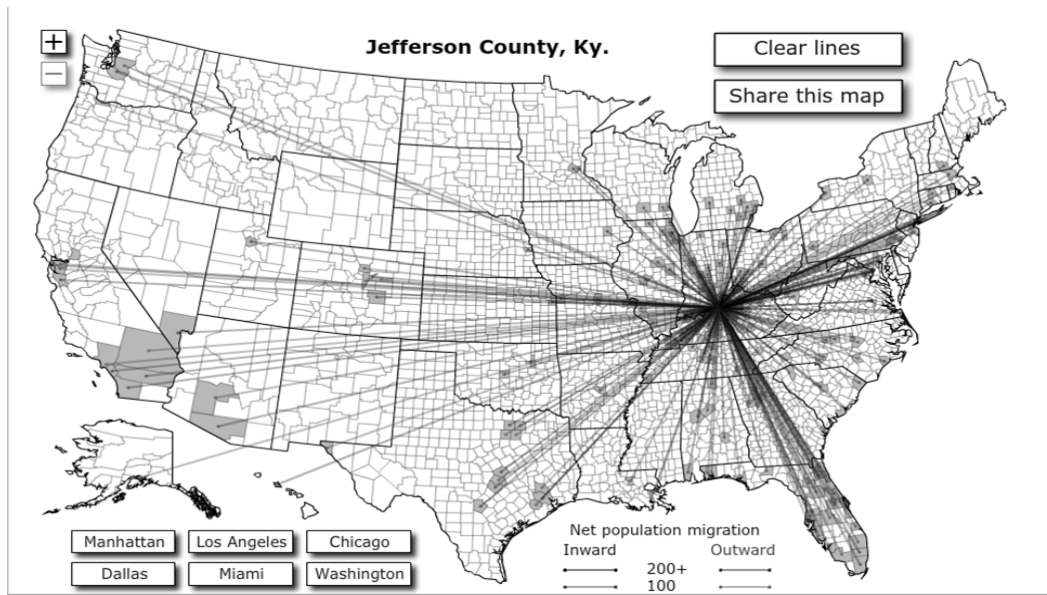 +
Jefferson County, Ky.
Clear lines
−
Share this map
Net population migration
Manhattan
Los Angeles
Chicago
Inward
Outward
Dallas
Miami
Washington
200+
100